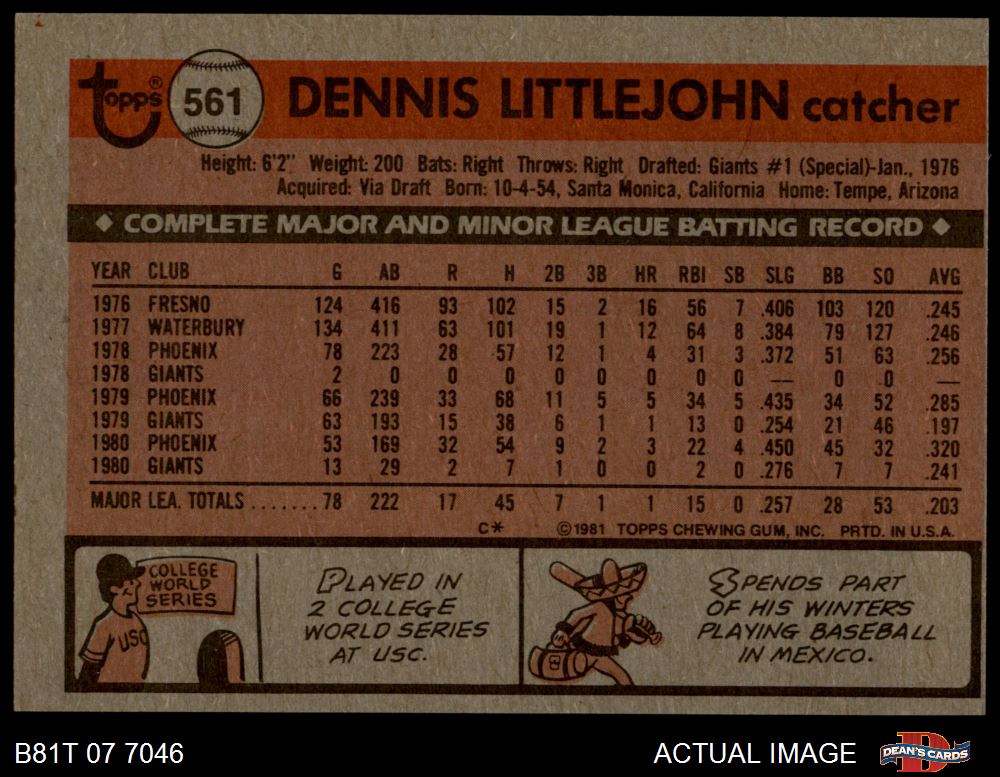 Topps ® 561 DENNIS LITTLEJOHN catcher
Height: 6'2" Weight: 200 Bats: Right Throws: Right Drafted: Giants #1 (Special)-Jan., 1976
Acquired: Via Draft Born: 10-4-54, Santa Monica, California Home: Tempe, Arizona
◆ COMPLETE MAJOR AND MINOR LEAGUE BATTING RECORD ◆
YEAR CLUB G AB R H 2B 3B HR RBI SB SLG BB SO AVG
1976 FRESNO 124 416 93 102 15 2 16 56 7 .406 103 120 .245
1977 WATERBURY 134 411 63 101 19 1 12 64 8 .384 79 127 .246
1978 PHOENIX 78 223 28 57 12 1 4 31 3 .372 51 63 .256
1978 GIANTS 2 0 0 0 0 0 0 0 0 — 0 0 —
1979 PHOENIX 66 239 33 68 11 5 5 34 5 .435 34 52 .285
1979 GIANTS 63 193 15 38 6 1 1 13 0 .254 21 46 .197
1980 PHOENIX 53 169 32 54 9 2 3 22 4 .450 45 32 .320
1980 GIANTS 13 29 2 7 1 0 0 2 0 .276 7 7 .241
MAJOR LEA. TOTALS ....... 78 222 17 45 7 1 1 15 0 .257 28 53 .203
C* ©1981 TOPPS CHEWING GUM, INC. PRTD. IN U.S.A.
COLLEGE
WORLD
SERIES
USC
PLAYED IN
2 COLLEGE
WORLD SERIES
AT USC.
SPENDS PART
OF HIS WINTERS
PLAYING BASEBALL
IN MEXICO.
B81T 07 7046 ACTUAL IMAGE DEAN'S CARDS